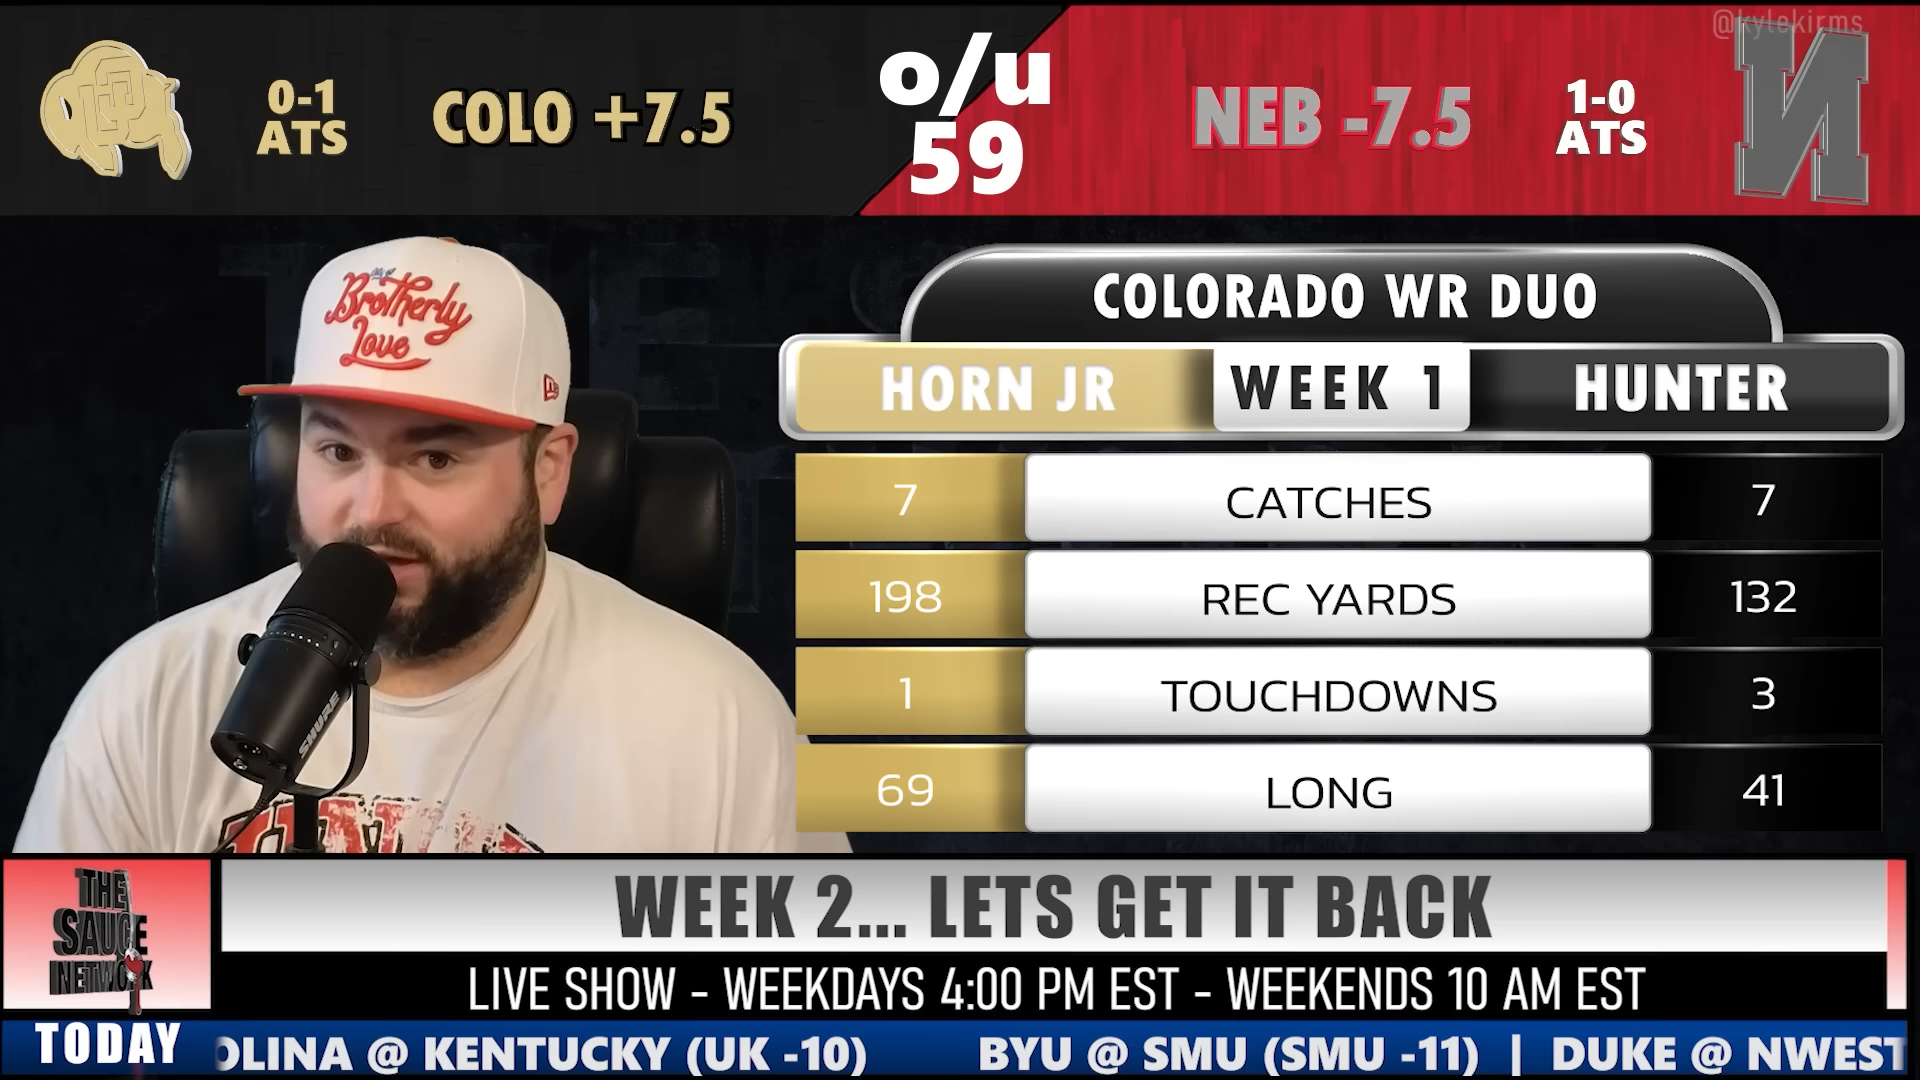 @kylekirms
0-1
ATS
COLO +7.5
o/u
59
NEB -7.5
1-0
ATS
N
Brotherly
Love
COLORADO WR DUO
HORN JR WEEK 1 HUNTER
7 CATCHES 7
198 REC YARDS 132
1 TOUCHDOWNS 3
69 LONG 41
SHURE
THE
SAUCE
NETWORK
WEEK 2... LETS GET IT BACK
LIVE SHOW - WEEKDAYS 4:00 PM EST - WEEKENDS 10 AM EST
TODAY
OLINA @ KENTUCKY (UK -10) BYU @ SMU (SMU -11) | DUKE @ NWEST